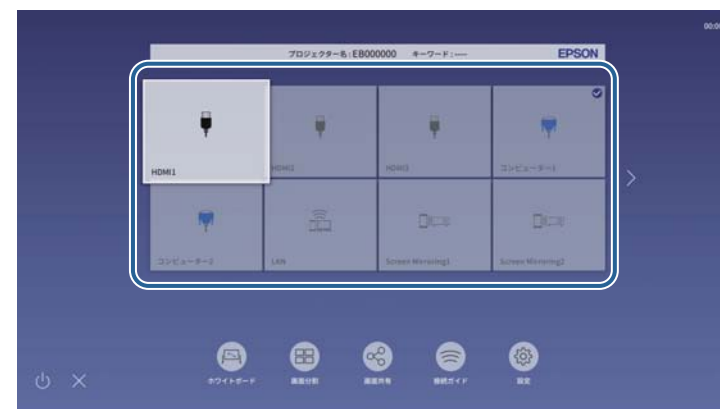 00:0
プロジェクター名:EB000000 キーワード:----
EPSON
HDMI1
HDMI2
HDMI3
コンピューター1
コンピューター2
LAN
Screen Mirroring1
Screen Mirroring2
ホワイトボード
画面分割
画面共有
接続ガイド
設定